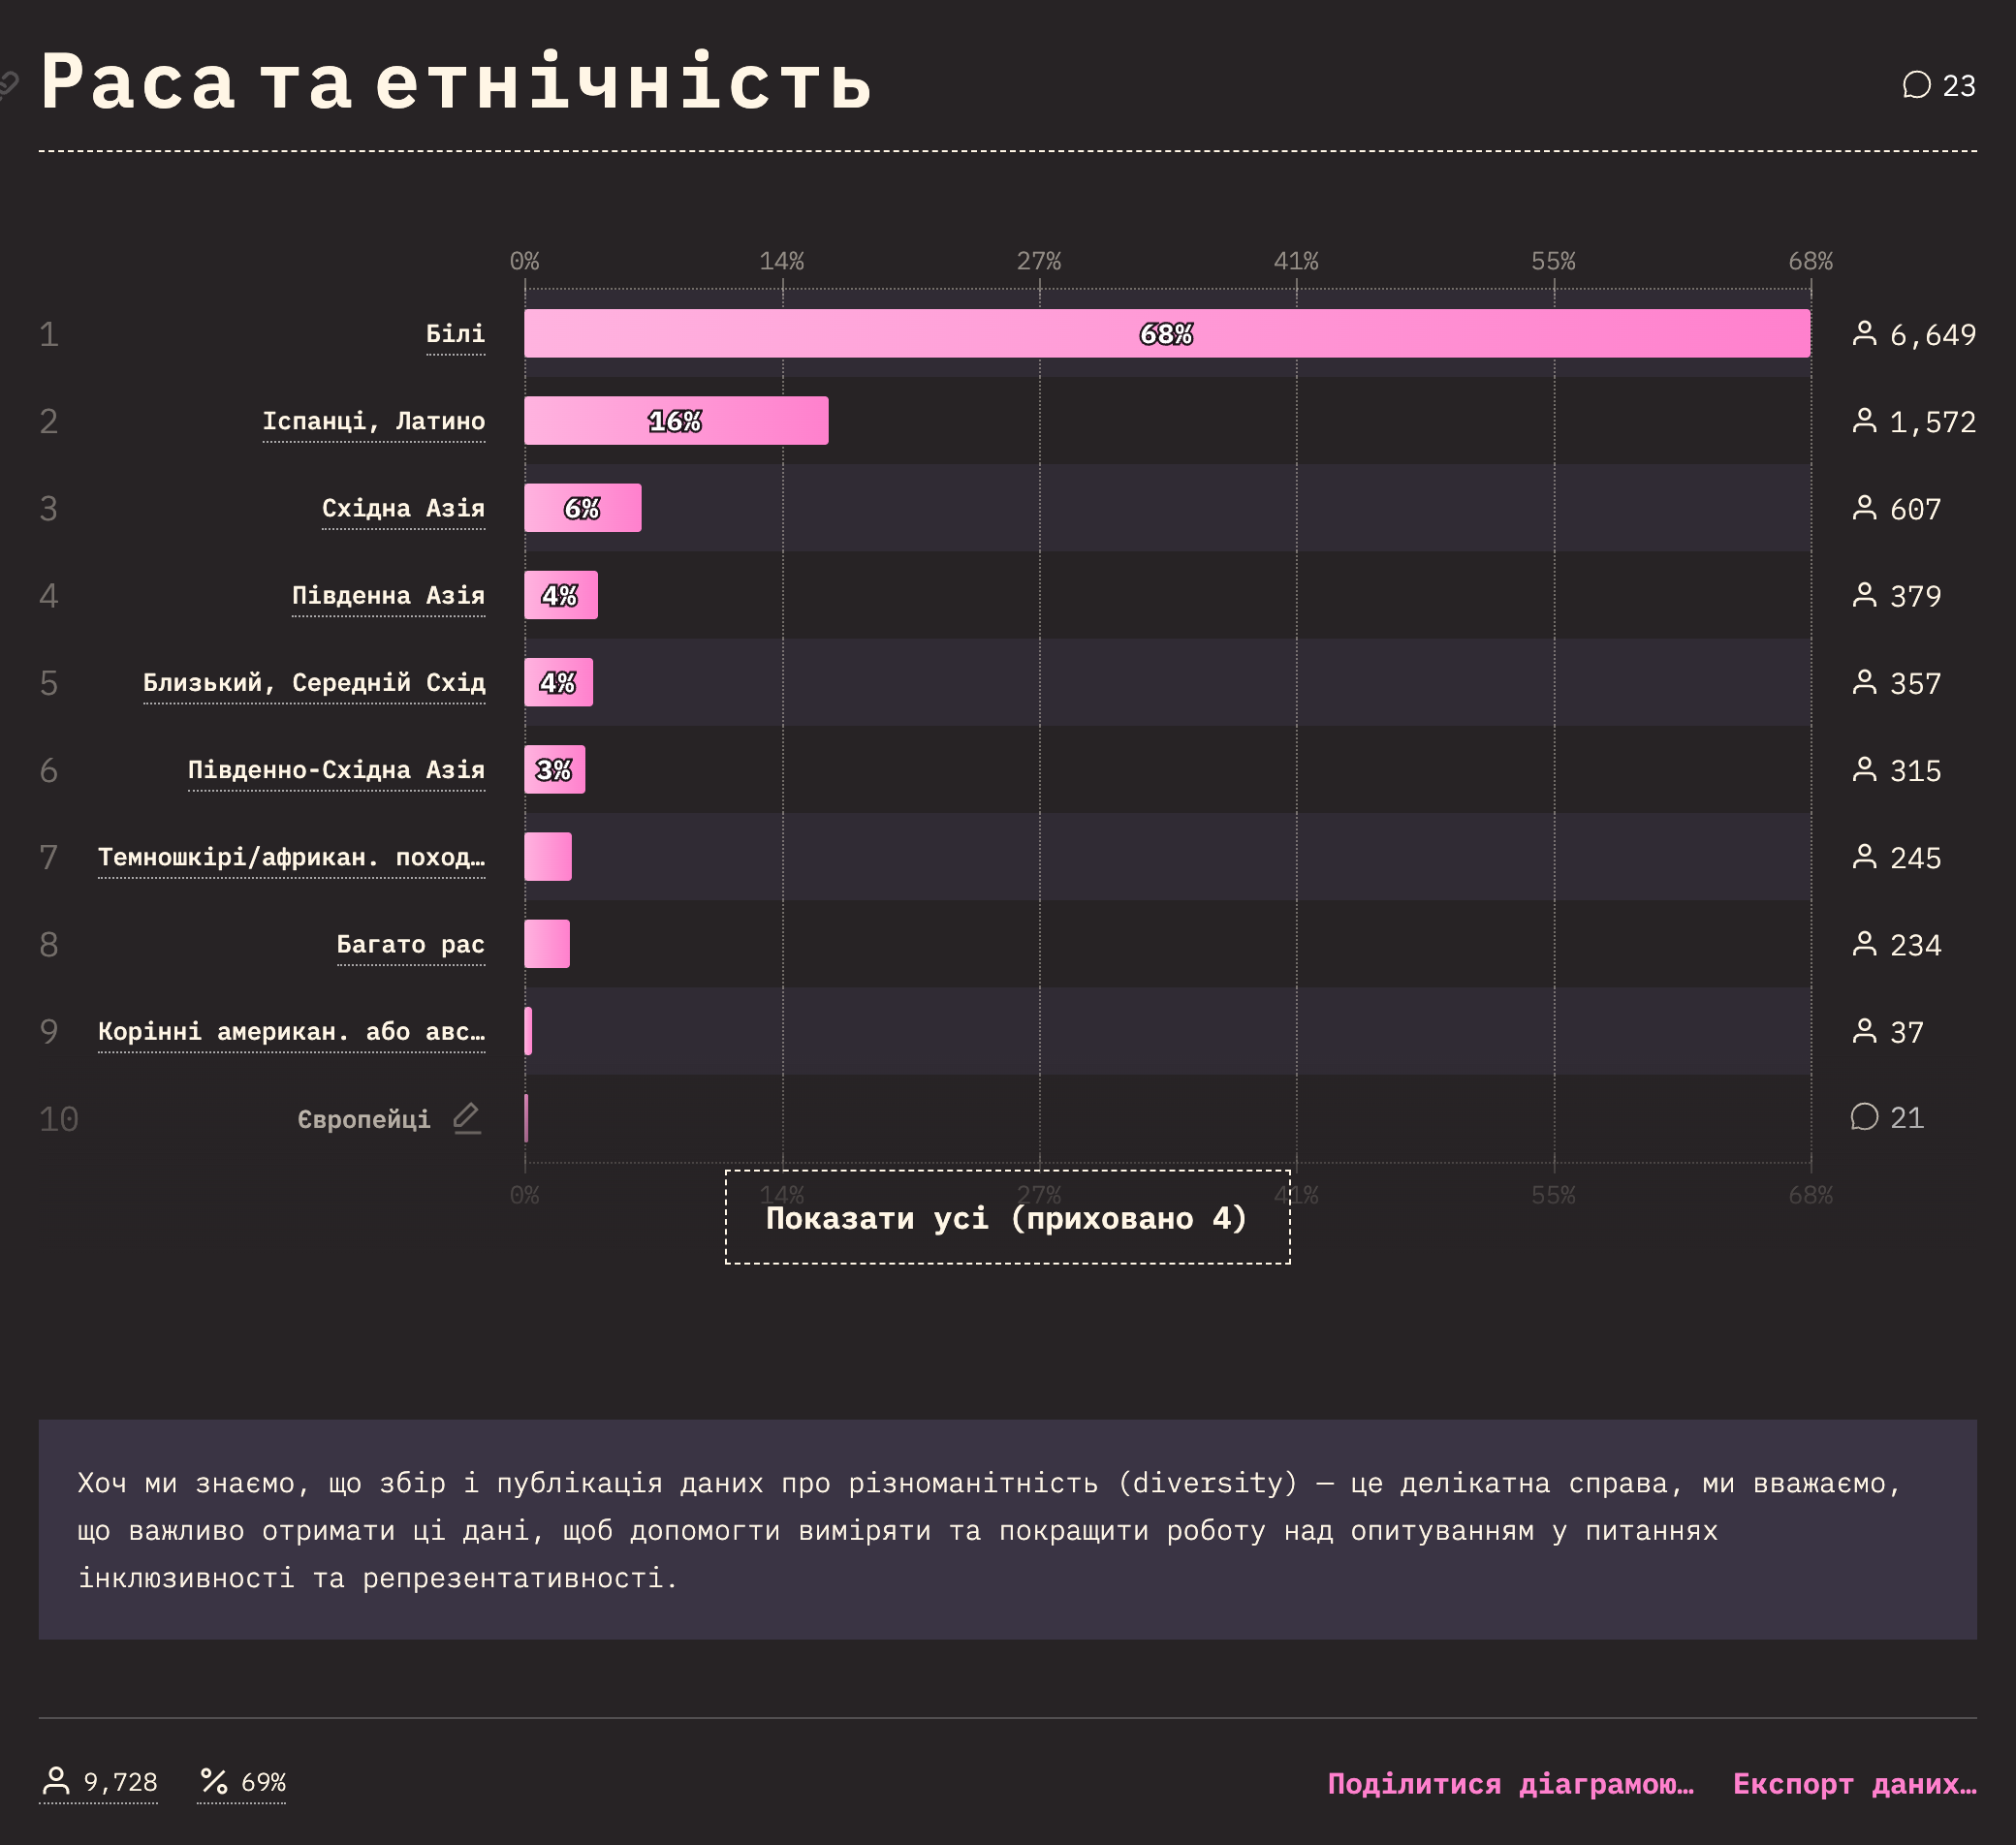 Раса та етнічність 23
0% 14% 27% 41% 55% 68%
1 Білі 68% 6,649
2 Іспанці, Латино 16% 1,572
3 Східна Азія 6% 607
4 Південна Азія 4% 379
5 Близький, Середній Схід 4% 357
6 Південно-Східна Азія 3% 315
7 Темношкірі/африкан. поход… 245
8 Багато рас 234
9 Корінні американ. або авс… 37
10 Європейці 21
0% 14% 27% 41% 55% 68%
Показати усі (приховано 4)
Хоч ми знаємо, що збір і публікація даних про різноманітність (diversity) — це делікатна справа, ми вважаємо,
що важливо отримати ці дані, щоб допомогти виміряти та покращити роботу над опитуванням у питаннях
інклюзивності та репрезентативності.
9,728 69% Поділитися діаграмою… Експорт даних…